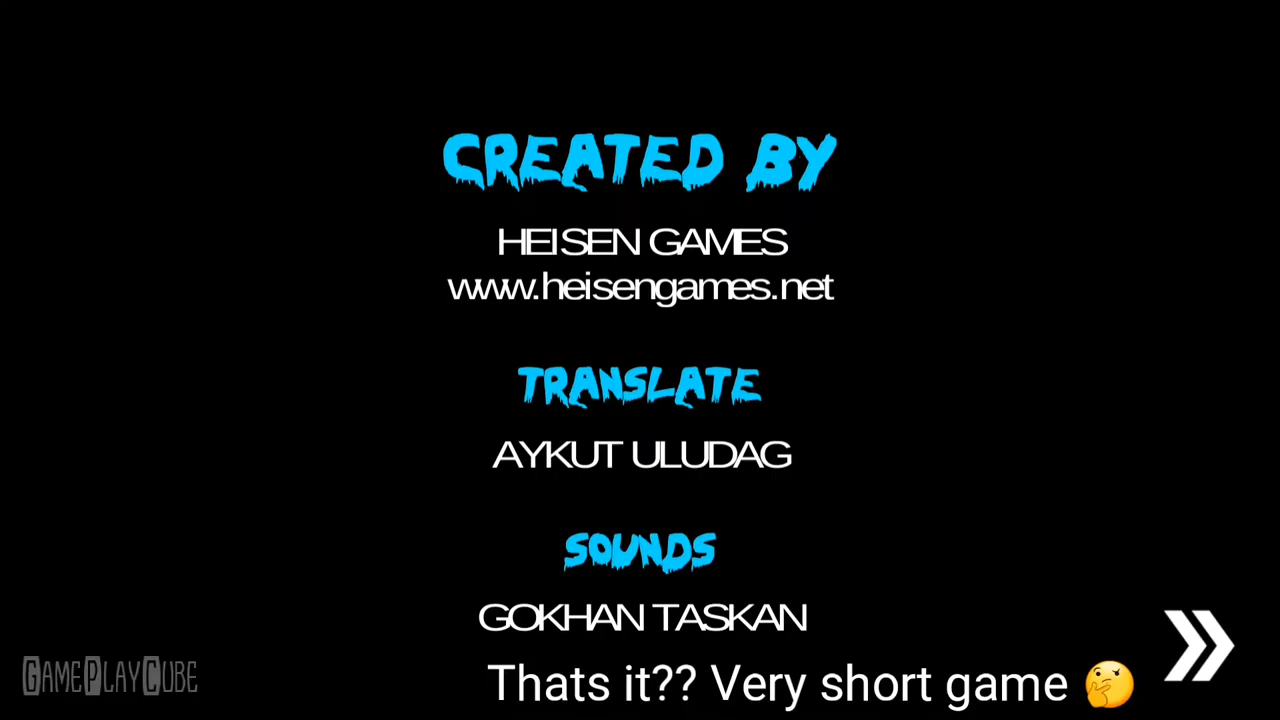 CREATED BY
HEISEN GAMES
www.heisengames.net
TRANSLATE
AYKUT ULUDAG
SOUNDS
GOKHAN TASKAN
GAMEPLAYCUBE
Thats it?? Very short game 🤔